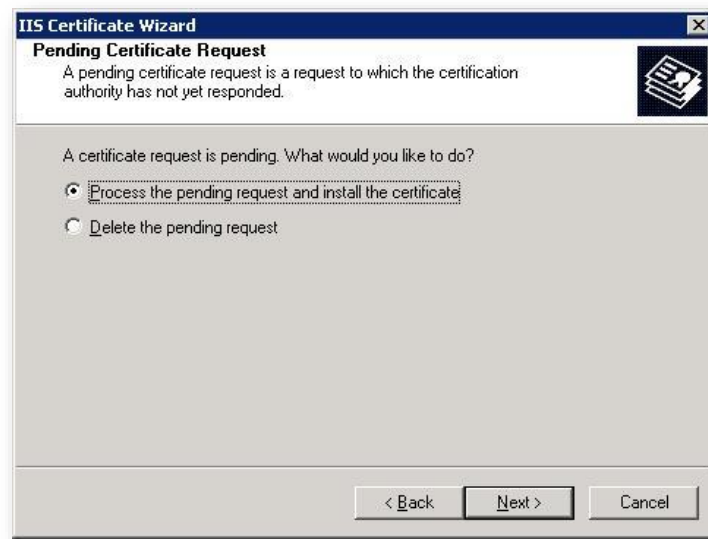 IIS Certificate Wizard
Pending Certificate Request
A pending certificate request is a request to which the certification
authority has not yet responded.
A certificate request is pending. What would you like to do?
Process the pending request and install the certificate
Delete the pending request
< Back
Next >
Cancel